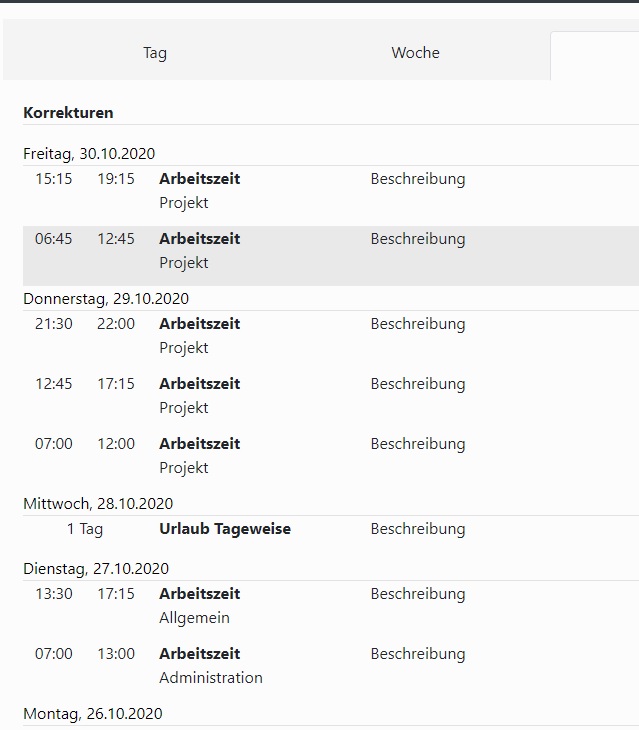 Tag Woche
Korrekturen
Freitag, 30.10.2020
15:15 19:15 Arbeitszeit Beschreibung
Projekt
06:45 12:45 Arbeitszeit Beschreibung
Projekt
Donnerstag, 29.10.2020
21:30 22:00 Arbeitszeit Beschreibung
Projekt
12:45 17:15 Arbeitszeit Beschreibung
Projekt
07:00 12:00 Arbeitszeit Beschreibung
Projekt
Mittwoch, 28.10.2020
1 Tag Urlaub Tageweise Beschreibung
Dienstag, 27.10.2020
13:30 17:15 Arbeitszeit Beschreibung
Allgemein
07:00 13:00 Arbeitszeit Beschreibung
Administration
Montag, 26.10.2020